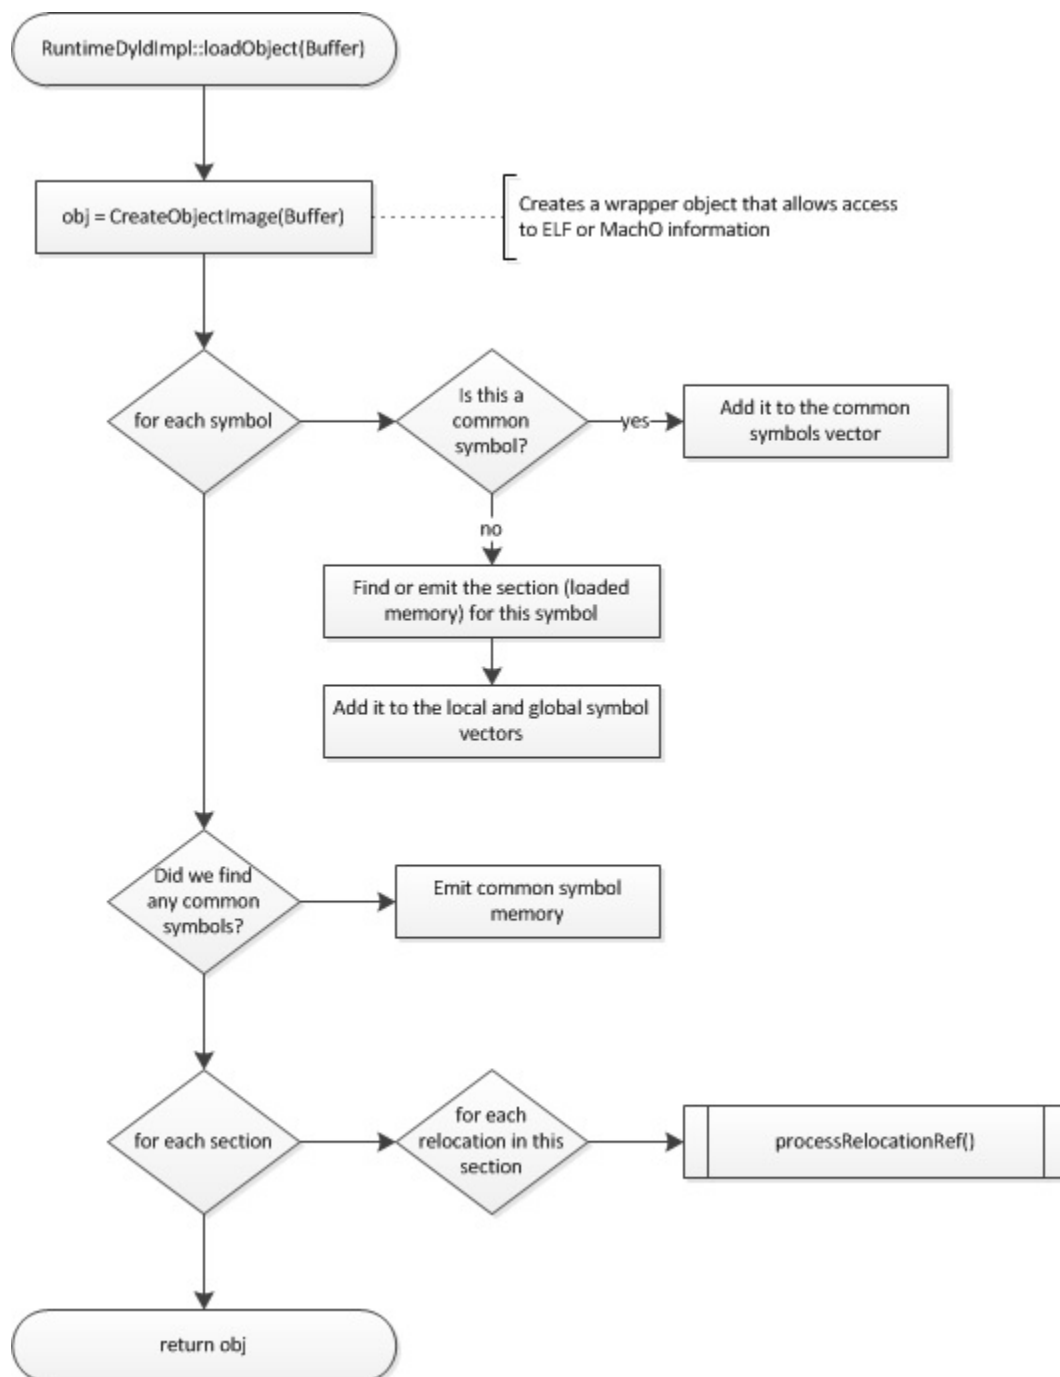 RuntimeDyldImpl::loadObject(Buffer)
obj = CreateObjectImage(Buffer)
Creates a wrapper object that allows access
to ELF or MachO information
for each symbol
Is this a
common
symbol?
yes
Add it to the common
symbols vector
no
Find or emit the section (loaded
memory) for this symbol
Add it to the local and global symbol
vectors
Did we find
any common
symbols?
Emit common symbol
memory
for each section
for each
relocation in this
section
processRelocationRef()
return obj